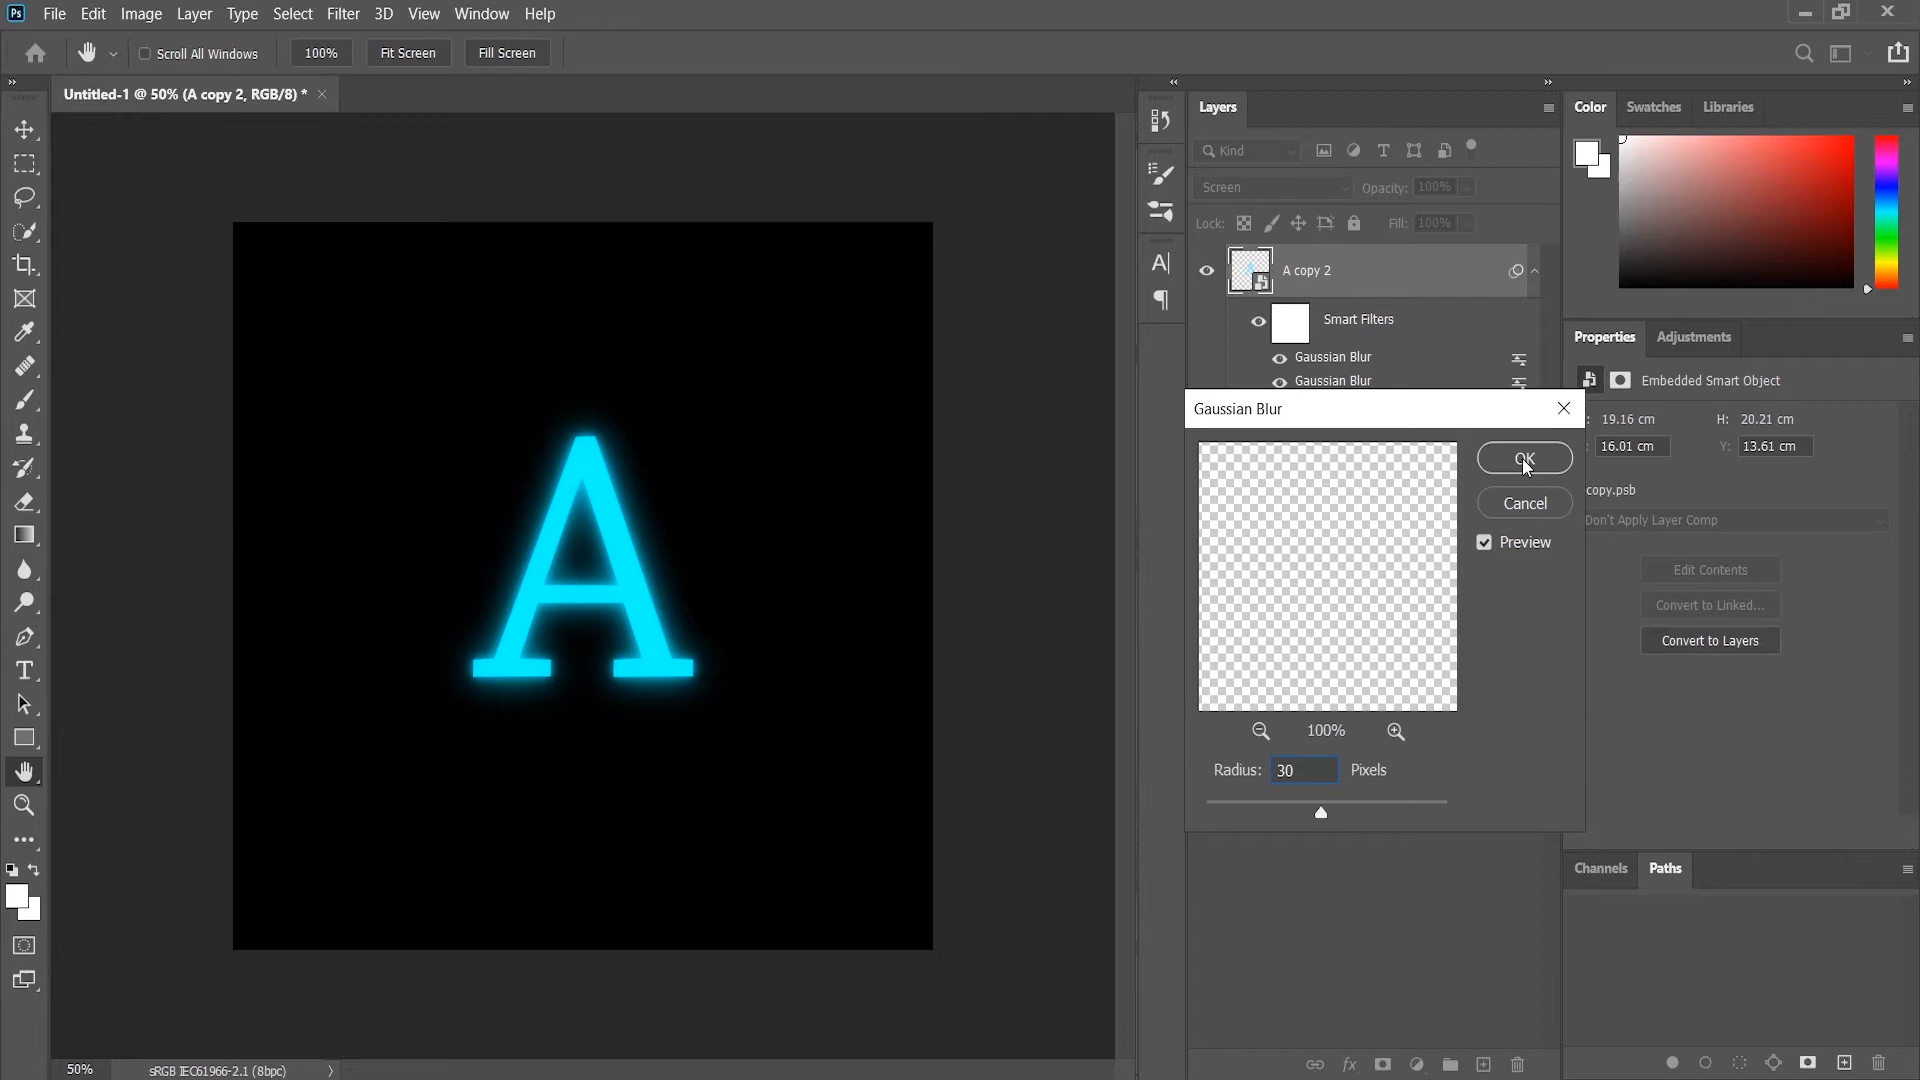 Ps File Edit Image Layer Type Select Filter 3D View Window Help
Scroll All Windows 100% Fit Screen Fill Screen
Untitled-1 @ 50% (A copy 2, RGB/8) *
Layers
Color Swatches Libraries
Kind
Screen Opacity: 100%
Lock: Fill: 100%
A copy 2
Smart Filters
Gaussian Blur
Gaussian Blur
Properties Adjustments
Embedded Smart Object
19.16 cm H: 20.21 cm
16.01 cm Y: 13.61 cm
copy.psb
Don't Apply Layer Comp
Edit Contents
Convert to Linked...
Convert to Layers
Gaussian Blur
OK
Cancel
Preview
100%
Radius: 30 Pixels
A
Channels Paths
50% sRGB IEC61966-2.1 (8bpc)